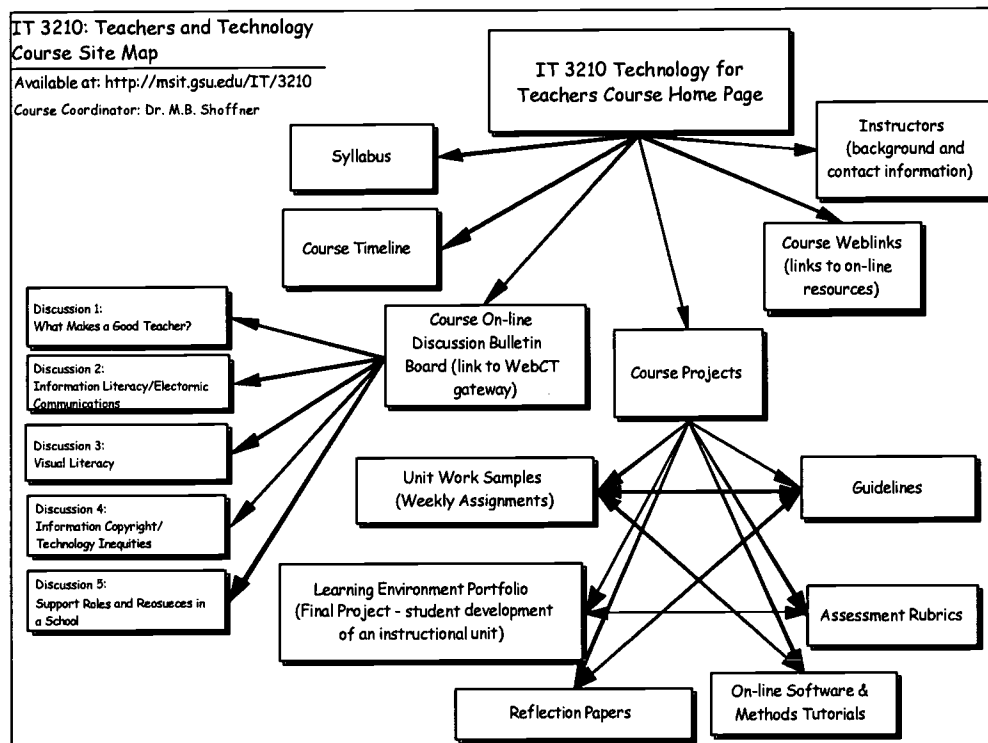 IT 3210: Teachers and Technology
Course Site Map
Available at: http://msit.gsu.edu/IT/3210
Course Coordinator: Dr. M.B. Shoffner
IT 3210 Technology for
Teachers Course Home Page
Instructors
(background and
contact information)
Syllabus
Course Timeline
Course Weblinks
(links to on-line
resources)
Course On-line
Discussion Bulletin
Board (link to WebCT
gateway)
Course Projects
Discussion 1:
What Makes a Good Teacher?
Discussion 2:
Information Literacy/Electornic
Communications
Discussion 3:
Visual Literacy
Discussion 4:
Information Copyright/
Technology Inequities
Discussion 5:
Support Roles and Reosueces in
a School
Unit Work Samples
(Weekly Assignments)
Guidelines
Learning Environment Portfolio
(Final Project - student development
of an instructional unit)
Assessment Rubrics
Reflection Papers
On-line Software &
Methods Tutorials